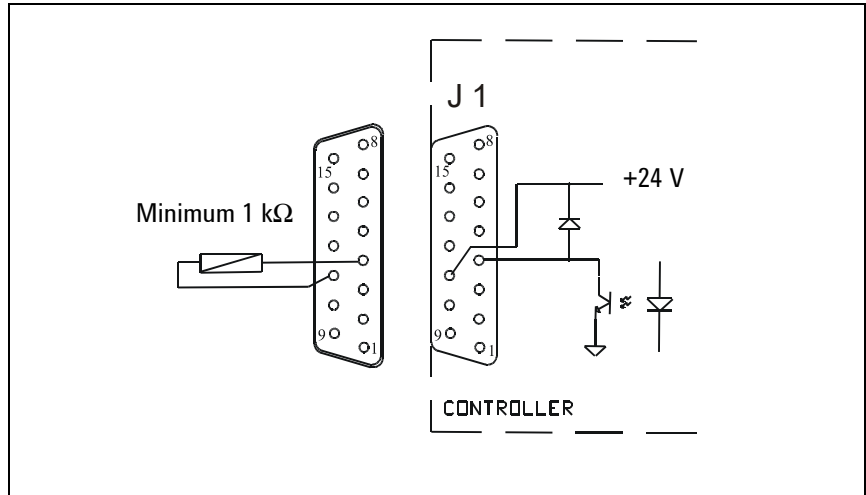 J 1
8
15
8
15
+24 V
Minimum 1 kΩ
9
1
9
1
CONTROLLER